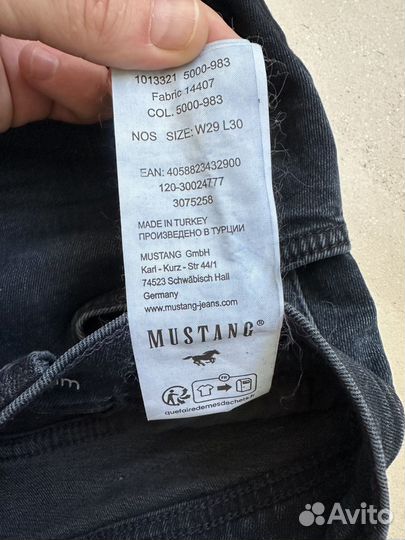 1013321 5000-983
Fabric 14407
COL. 5000-983
NOS SIZE: W29 L30
EAN: 4058823432900
120-30024777
3075258
MADE IN TURKEY
ПРОИЗВЕДЕНО В ТУРЦИИ
MUSTANG GmbH
Karl - Kurz - Str 44/1
74523 Schwäbisch Hall
Germany
www.mustang-jeans.com
MUSTANG®
FR
quefairedemesdechets.fr
Avito